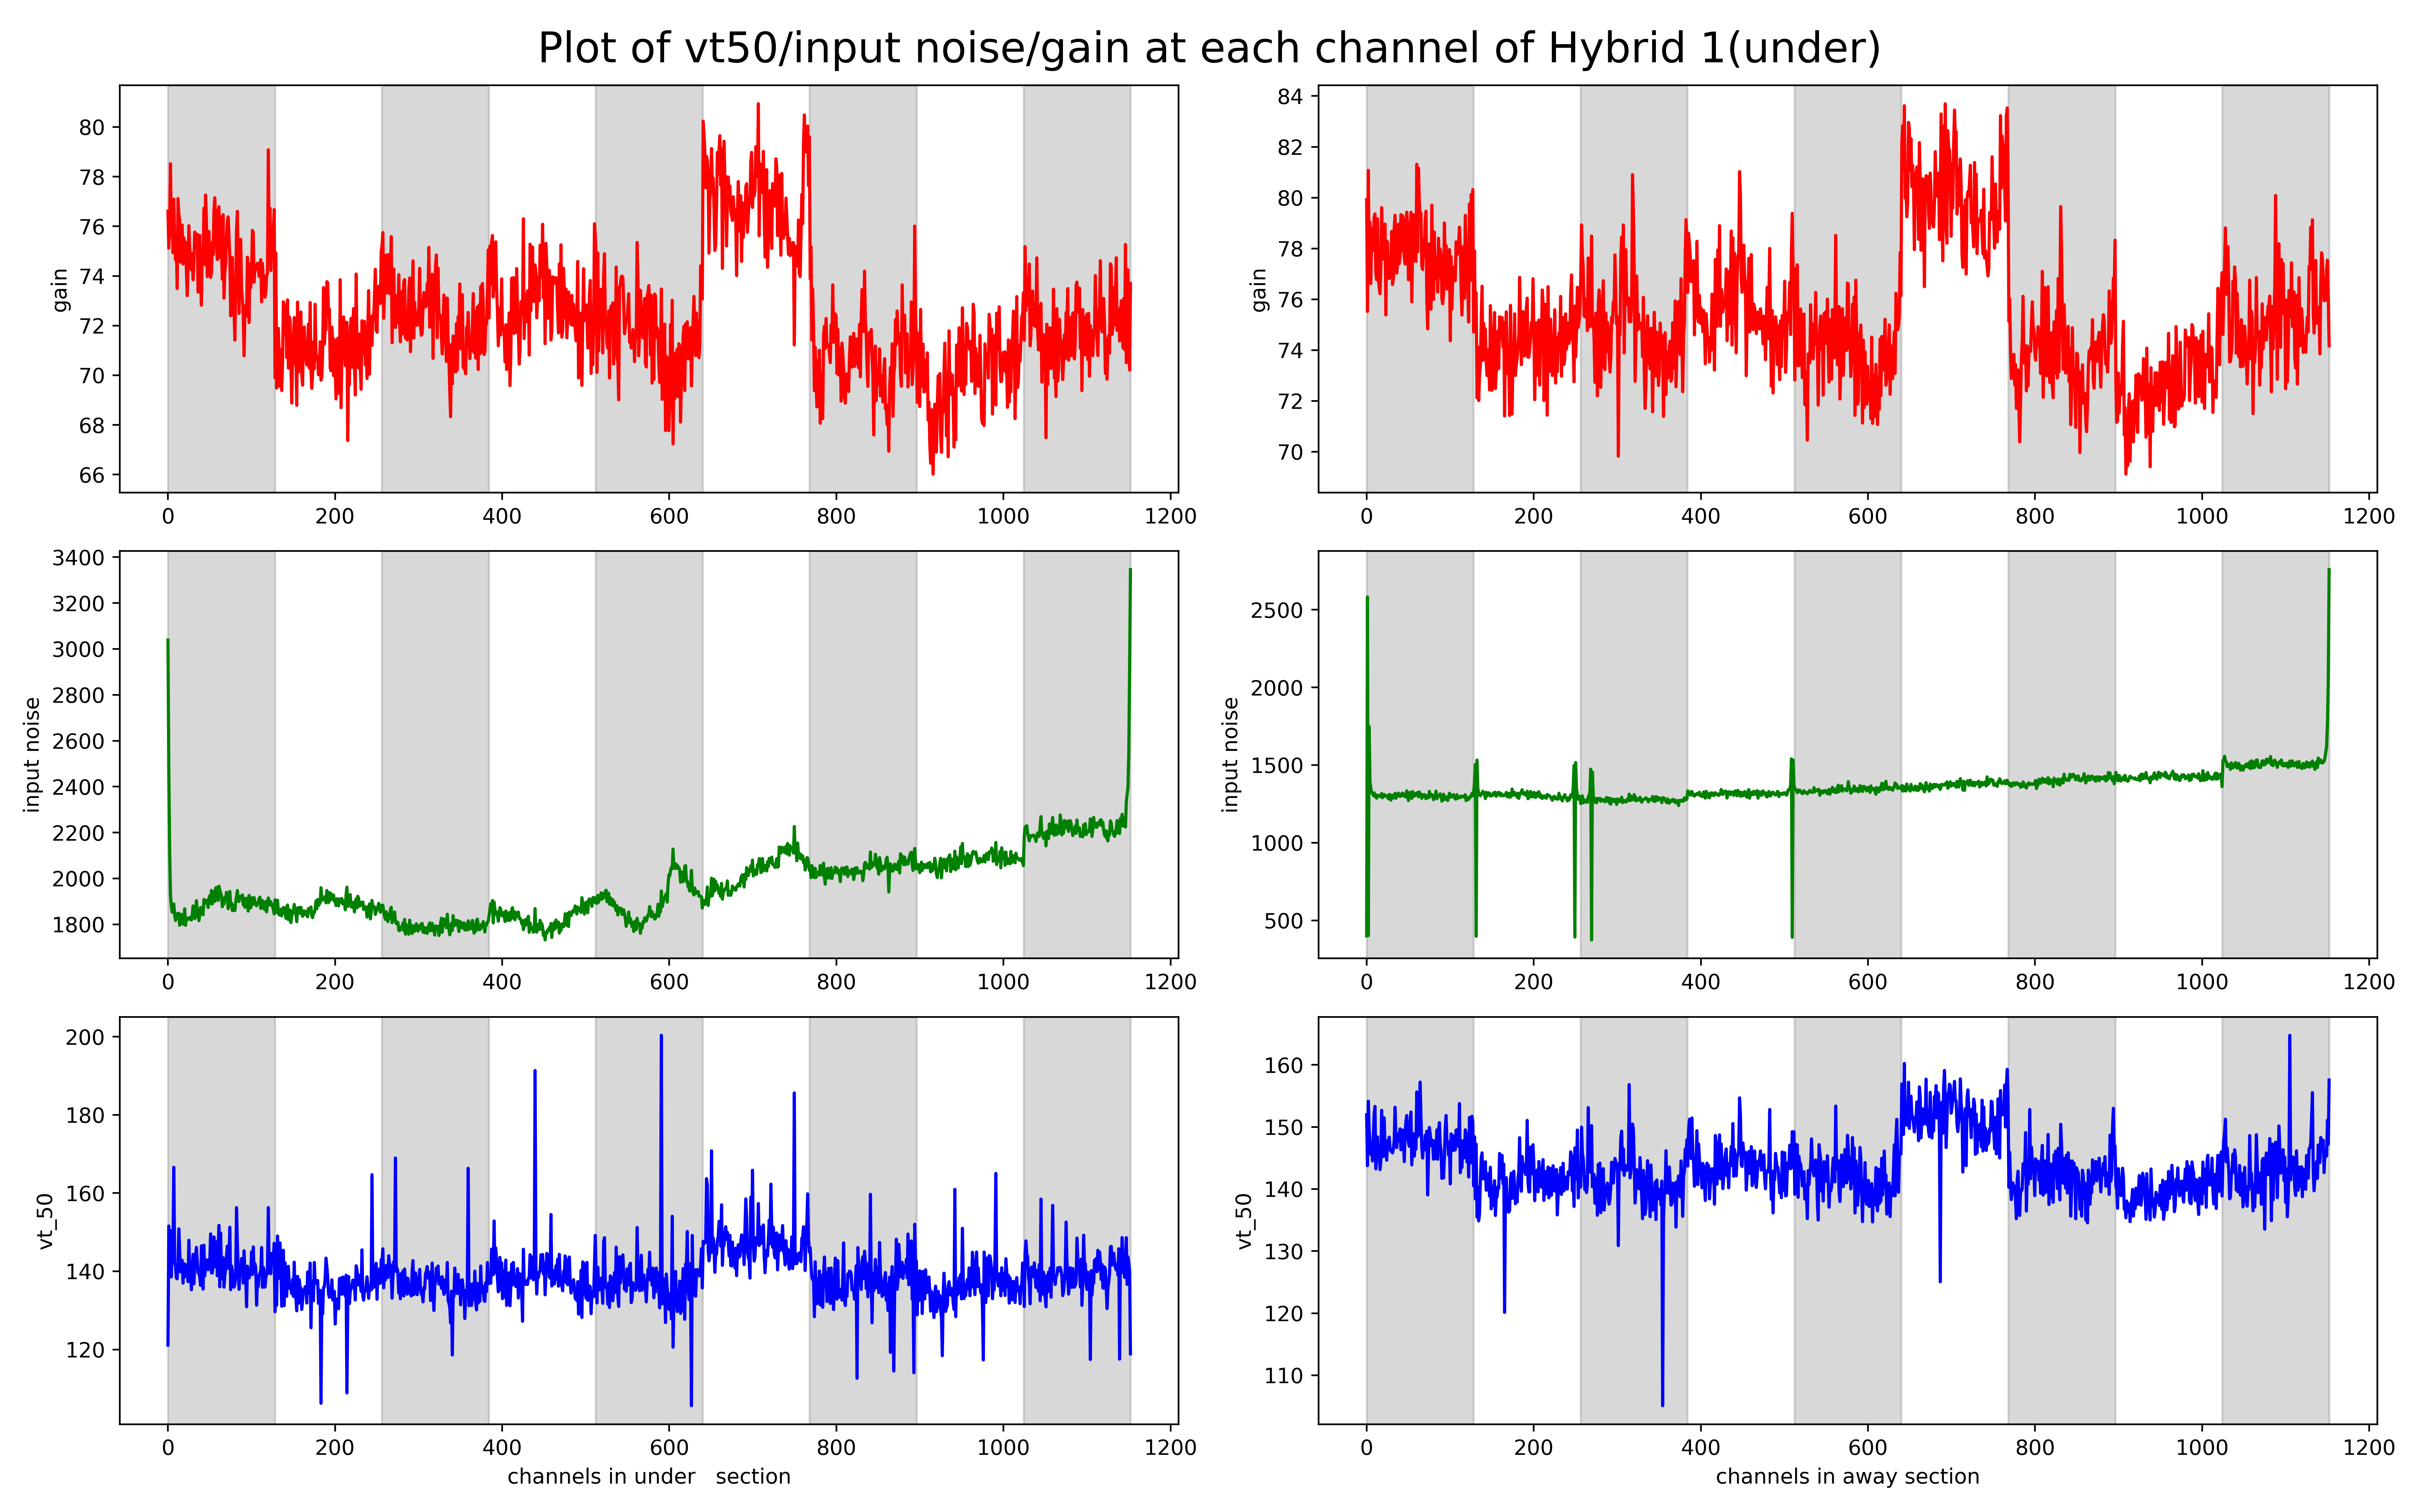 Plot of vt50/input noise/gain at each channel of Hybrid 1(under)
gain
80
78
76
74
72
70
68
66
0 200 400 600 800 1000 1200
gain
84
82
80
78
76
74
72
70
0 200 400 600 800 1000 1200
input noise
3400
3200
3000
2800
2600
2400
2200
2000
1800
0 200 400 600 800 1000 1200
input noise
2500
2000
1500
1000
500
0 200 400 600 800 1000 1200
vt_50
200
180
160
140
120
0 200 400 600 800 1000 1200
channels in under section
vt_50
160
150
140
130
120
110
0 200 400 600 800 1000 1200
channels in away section